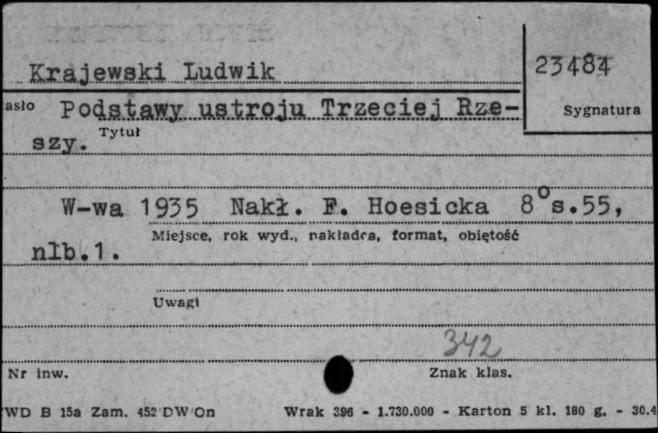 Krajewski Ludwik
23484
asło Podstawy ustroju Trzeciej Rze-
Sygnatura
Tytuł
szy.
W-wa 1935 Nakł. F. Hoesicka 8° s.55,
Miejsce, rok wyd., nakładca, format, objętość
nlb.1.
Uwagi
342
Nr inw.
Znak klas.
WD B 15a Zam. 452 DW On Wrak 396 - 1.730.000 - Karton 5 kl. 180 g. - 30.4